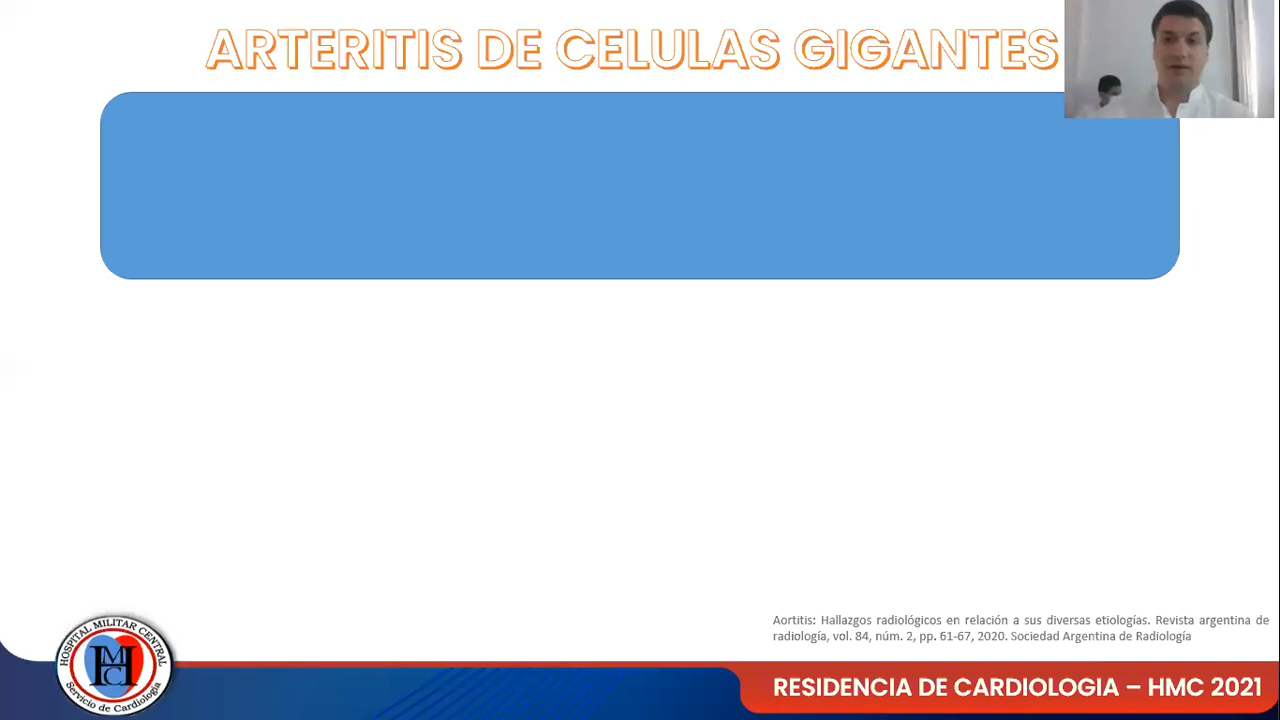 ARTERITIS DE CELULAS GIGANTES
Aortitis: Hallazgos radiológicos en relación a sus diversas etiologías. Revista argentina de
radiología, vol. 84, núm. 2, pp. 61-67, 2020. Sociedad Argentina de Radiología
HOSPITAL MILITAR CENTRAL
HMC
Servicio de Cardiología
RESIDENCIA DE CARDIOLOGIA – HMC 2021